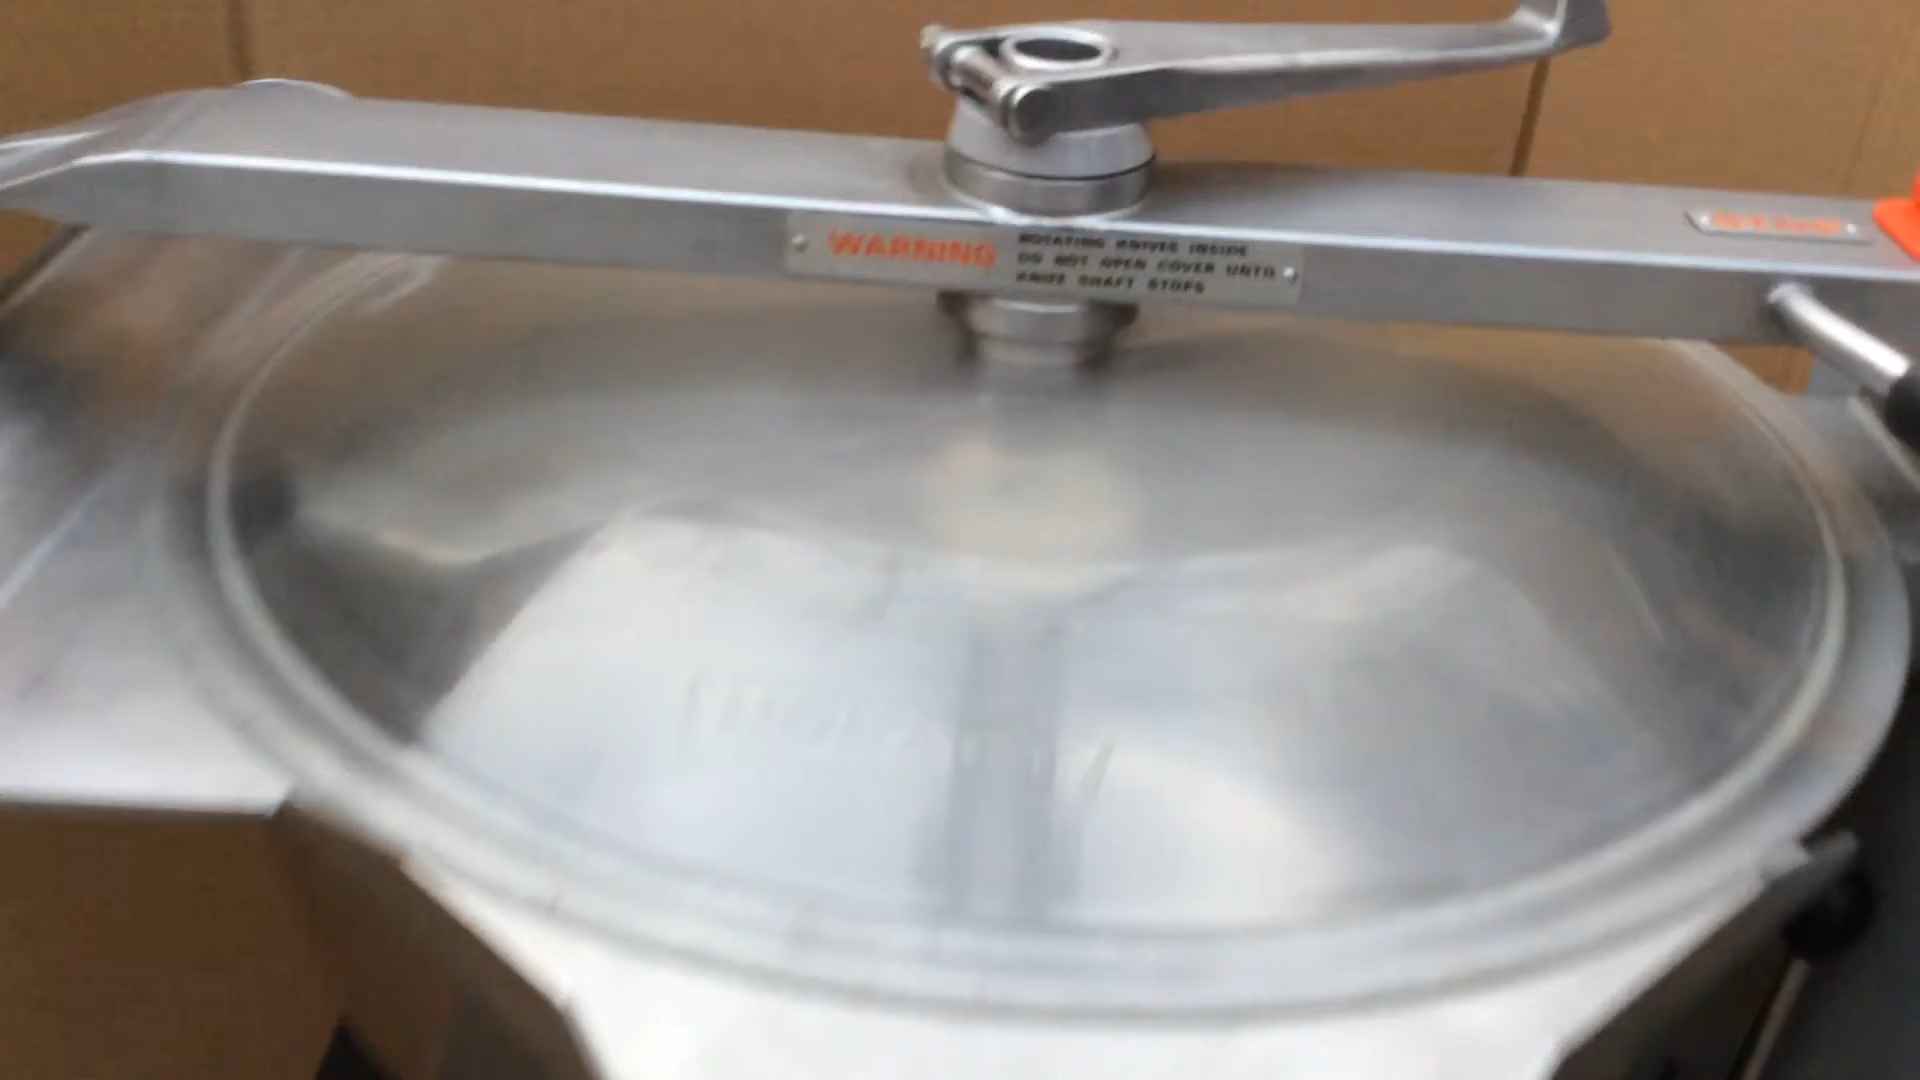 WARNING
ROTATING KNIVES INSIDE
DO NOT OPEN COVER UNTIL
KNIFE SHAFT STOPS